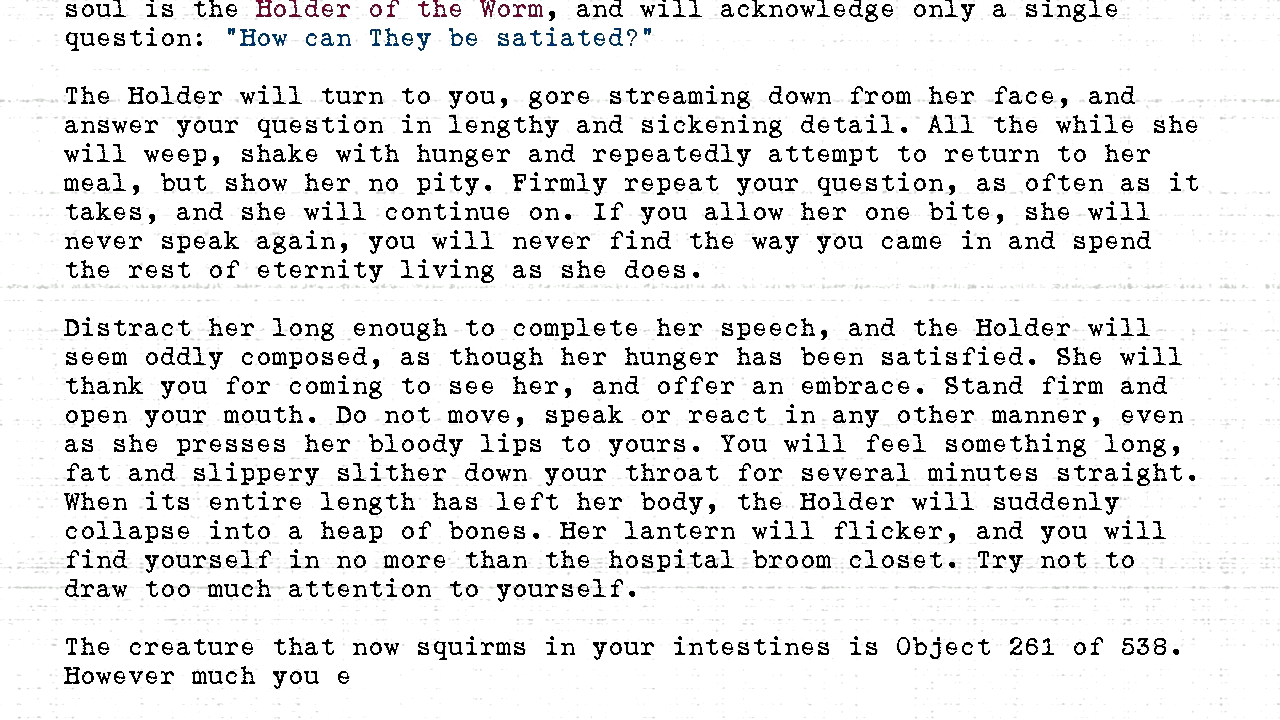 soul is the Holder of the Worm, and will acknowledge only a single
question: "How can They be satiated?"
The Holder will turn to you, gore streaming down from her face, and
answer your question in lengthy and sickening detail. All the while she
will weep, shake with hunger and repeatedly attempt to return to her
meal, but show her no pity. Firmly repeat your question, as often as it
takes, and she will continue on. If you allow her one bite, she will
never speak again, you will never find the way you came in and spend
the rest of eternity living as she does.
Distract her long enough to complete her speech, and the Holder will
seem oddly composed, as though her hunger has been satisfied. She will
thank you for coming to see her, and offer an embrace. Stand firm and
open your mouth. Do not move, speak or react in any other manner, even
as she presses her bloody lips to yours. You will feel something long,
fat and slippery slither down your throat for several minutes straight.
When its entire length has left her body, the Holder will suddenly
collapse into a heap of bones. Her lantern will flicker, and you will
find yourself in no more than the hospital broom closet. Try not to
draw too much attention to yourself.
The creature that now squirms in your intestines is Object 261 of 538.
However much you e